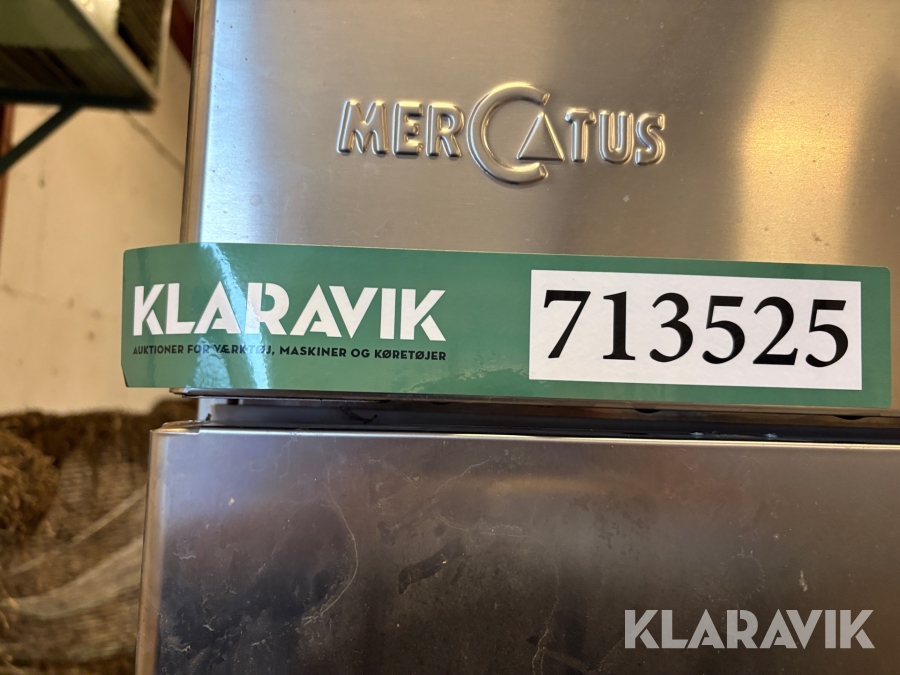 MERCATUS
KLARAVIK
AUKTIONER FOR VÆRKTØJ, MASKINER OG KØRETØJER
713525
KLARAVIK